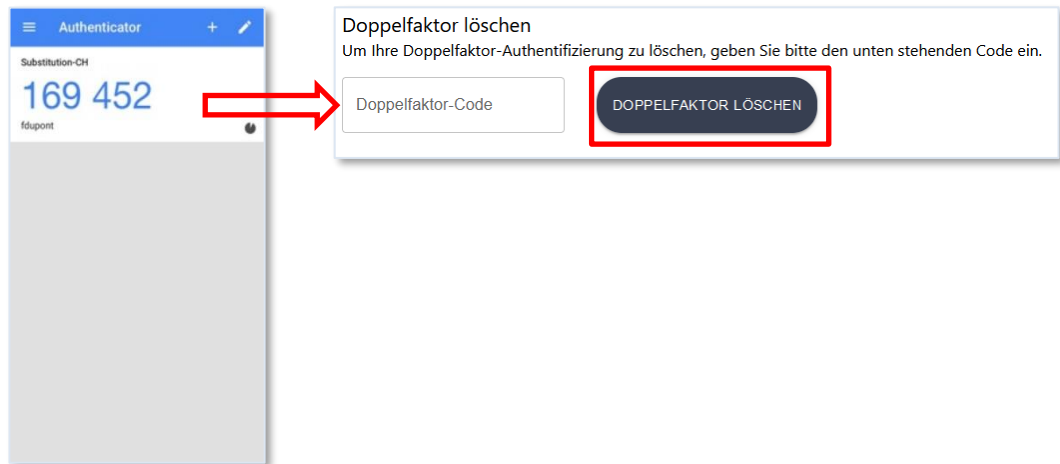 Authenticator
Substitution-CH
169 452
fdupont
Doppelfaktor löschen
Um Ihre Doppelfaktor-Authentifizierung zu löschen, geben Sie bitte den unten stehenden Code ein.
Doppelfaktor-Code
DOPPELFAKTOR LÖSCHEN